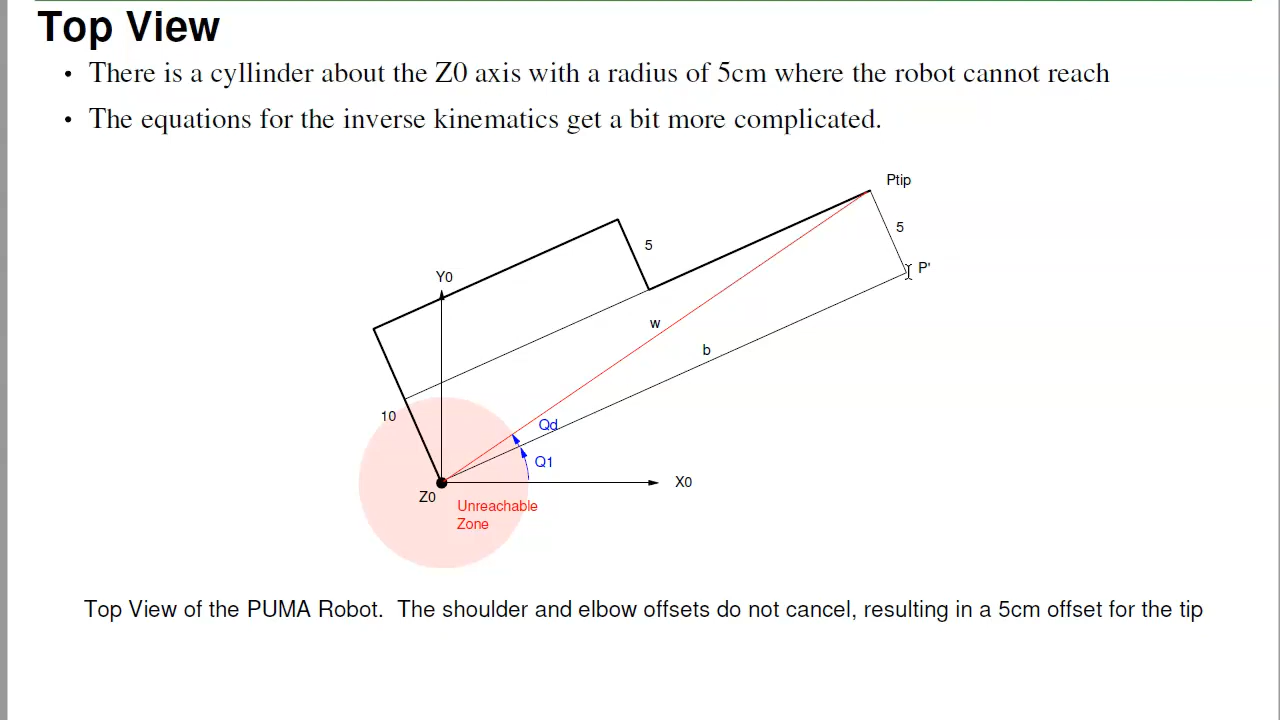 Top View
• There is a cyllinder about the Z0 axis with a radius of 5cm where the robot cannot reach
• The equations for the inverse kinematics get a bit more complicated.
Ptip
5
5
P'
Y0
w
b
10
Qd
Q1
X0
Z0
Unreachable
Zone
Top View of the PUMA Robot. The shoulder and elbow offsets do not cancel, resulting in a 5cm offset for the tip